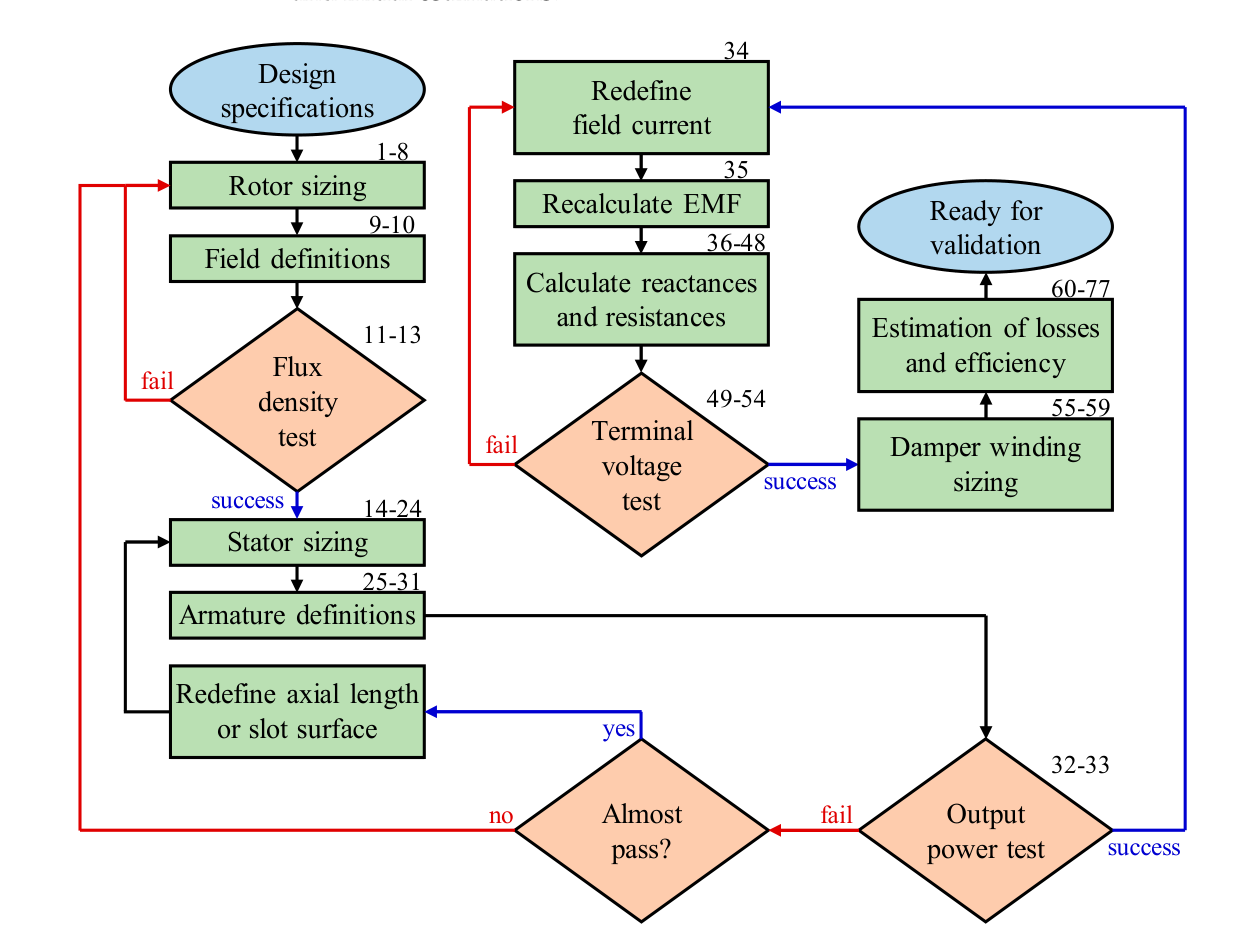 Design
specifications
1-8
Rotor sizing
9-10
Field definitions
11-13
Flux
density
test
fail
success
14-24
Stator sizing
25-31
Armature definitions
Redefine axial length
or slot surface
34
Redefine
field current
35
Recalculate EMF
36-48
Calculate reactances
and resistances
49-54
Terminal
voltage
test
fail
success
Ready for
validation
60-77
Estimation of losses
and efficiency
55-59
Damper winding
sizing
yes
no
Almost
pass?
fail
32-33
Output
power test
success